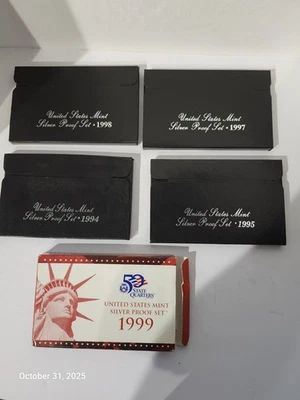 United States Mint
Silver Proof Set • 1998
United States Mint
Silver Proof Set • 1997
United States Mint
Silver Proof Set • 1994
United States Mint
Silver Proof Set • 1995
50
STATE
QUARTERS
UNITED STATES MINT
SILVER PROOF SET
1999
October 31, 2025